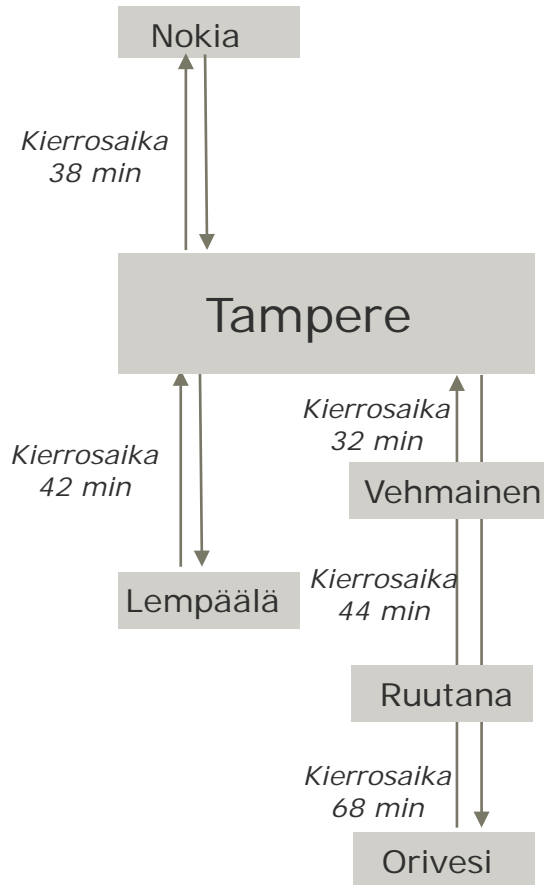 Nokia
Kierrosaika
38 min
Tampere
Kierrosaika
32 min
Kierrosaika
42 min
Vehmainen
Kierrosaika
44 min
Lempäälä
Ruutana
Kierrosaika
68 min
Orivesi